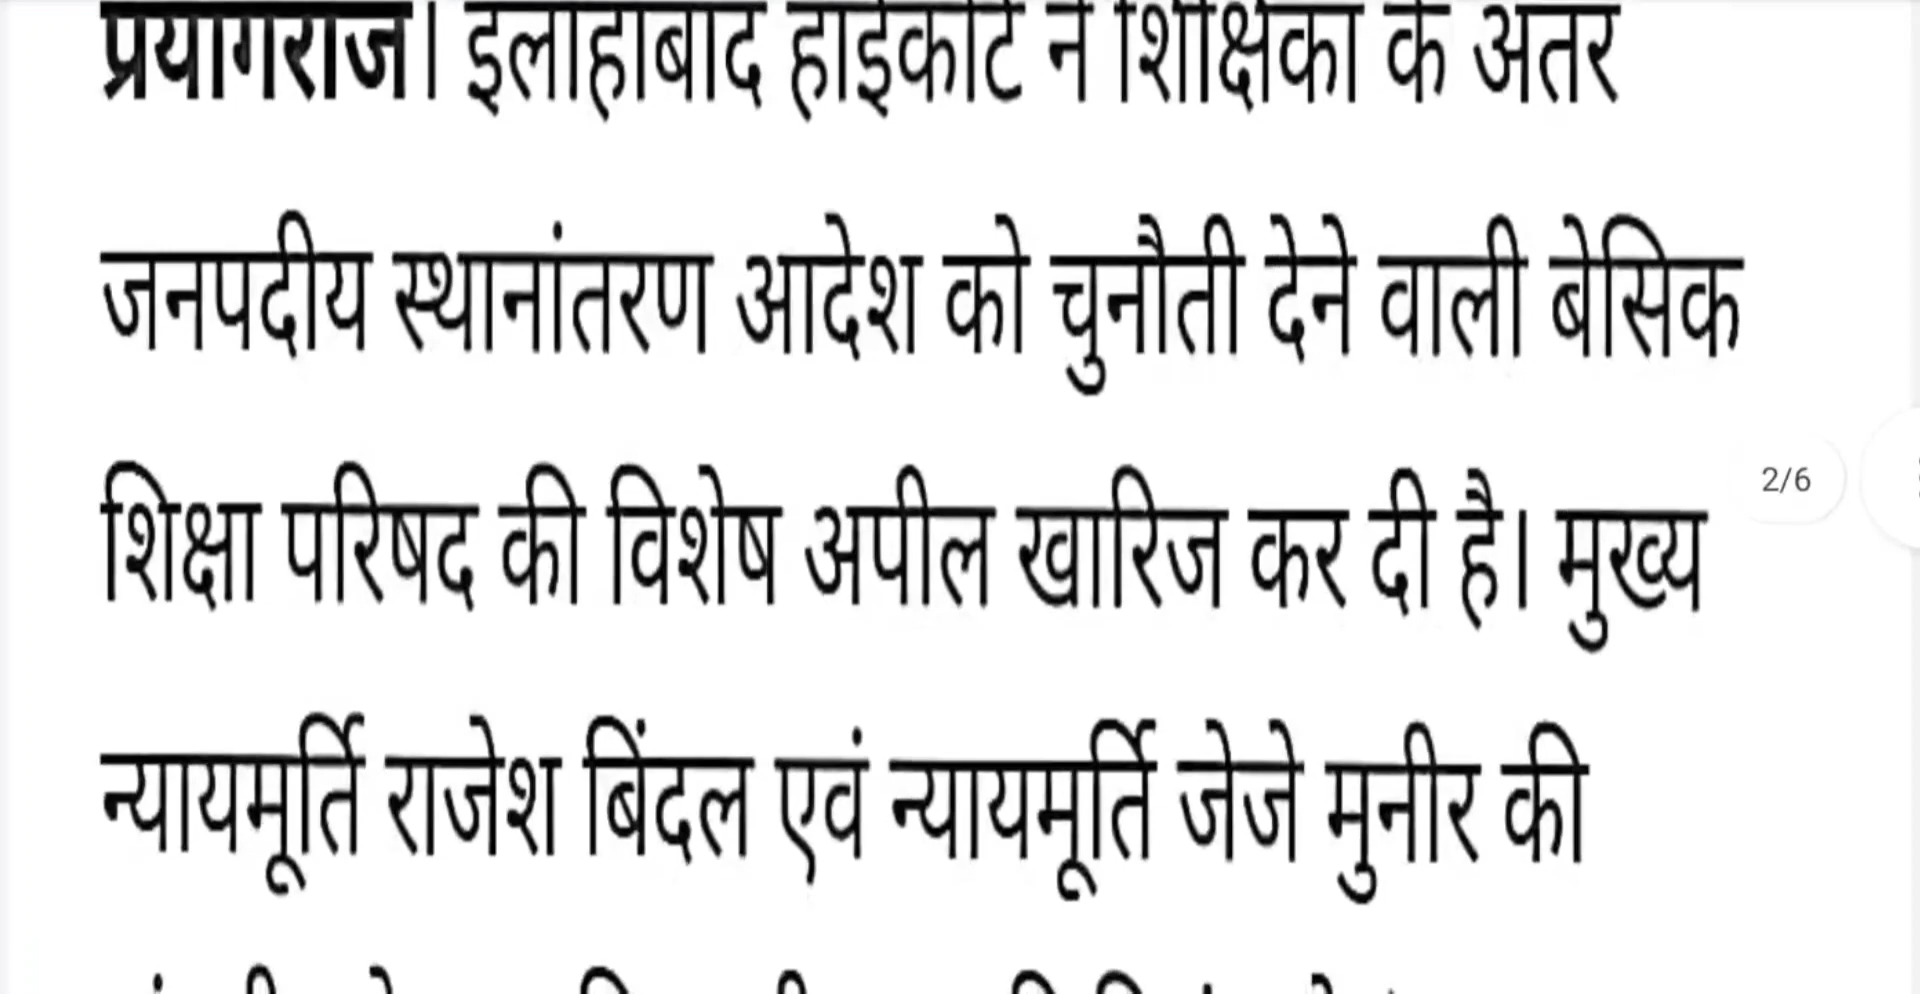 प्रयागराज। इलाहाबाद हाईकोर्ट ने शिक्षिका के अंतर
जनपदीय स्थानांतरण आदेश को चुनौती देने वाली बेसिक
शिक्षा परिषद की विशेष अपील खारिज कर दी है। मुख्य
2/6
न्यायमूर्ति राजेश बिंदल एवं न्यायमूर्ति जेजे मुनीर की